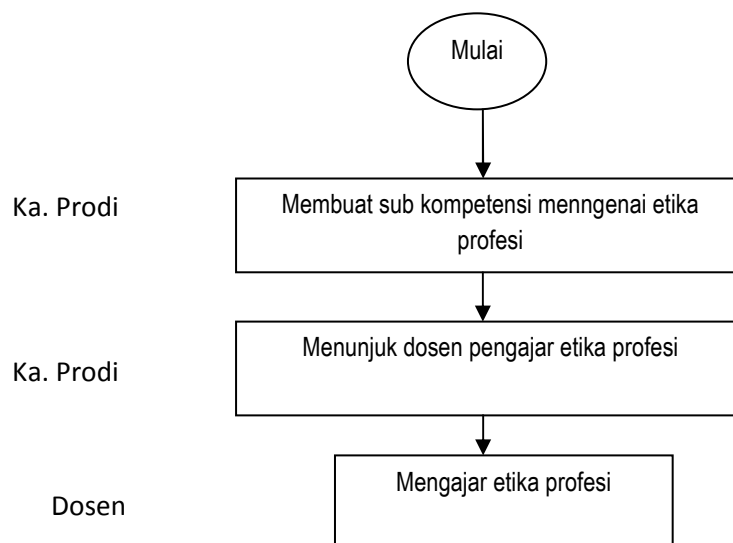 Mulai
Ka. Prodi
Membuat sub kompetensi menngenai etika
profesi
Ka. Prodi
Menunjuk dosen pengajar etika profesi
Dosen
Mengajar etika profesi